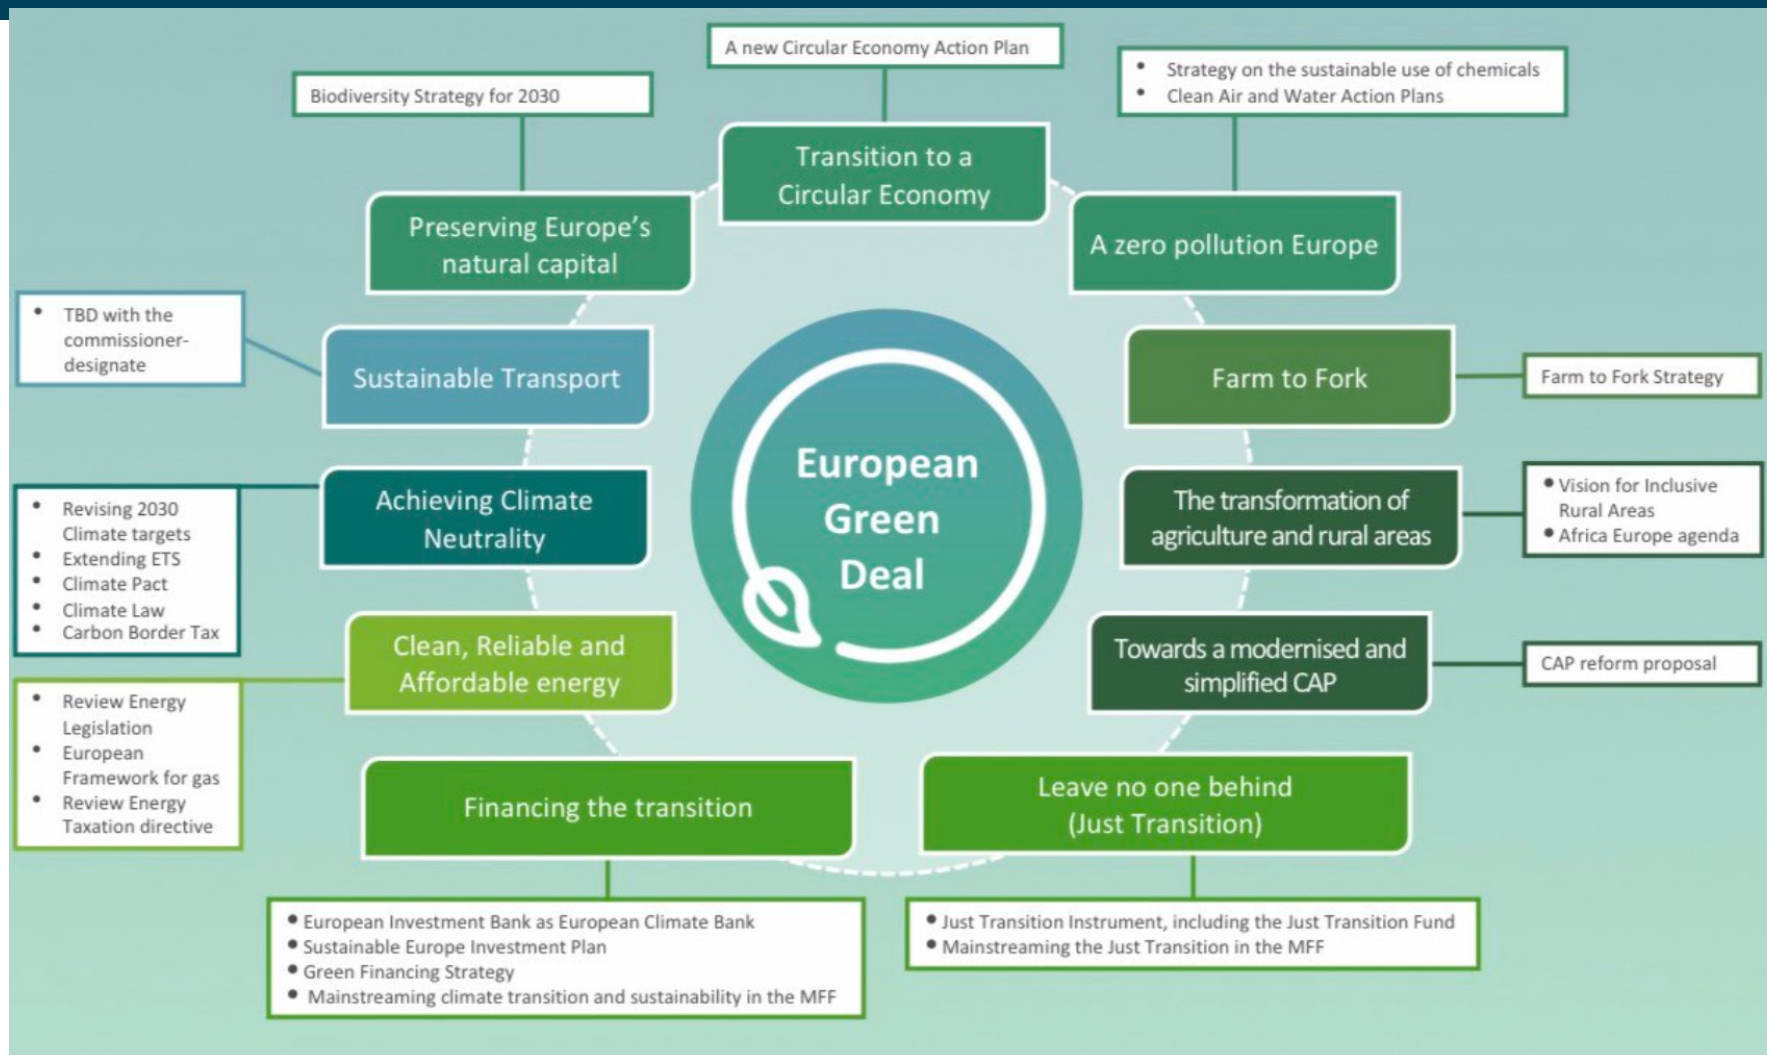 A new Circular Economy Action Plan
Biodiversity Strategy for 2030
• Strategy on the sustainable use of chemicals
• Clean Air and Water Action Plans
Transition to a
Circular Economy
Preserving Europe's
natural capital
A zero pollution Europe
• TBD with the
commissioner-
designate
Sustainable Transport
Farm to Fork
Farm to Fork Strategy
European
Green
Deal
• Revising 2030
Climate targets
• Extending ETS
• Climate Pact
• Climate Law
• Carbon Border Tax
Achieving Climate
Neutrality
The transformation of
agriculture and rural areas
• Vision for Inclusive
Rural Areas
• Africa Europe agenda
Clean, Reliable and
Affordable energy
Towards a modernised and
simplified CAP
CAP reform proposal
• Review Energy
Legislation
• European
Framework for gas
• Review Energy
Taxation directive
Financing the transition
Leave no one behind
(Just Transition)
• European Investment Bank as European Climate Bank
• Sustainable Europe Investment Plan
• Green Financing Strategy
• Mainstreaming climate transition and sustainability in the MFF
• Just Transition Instrument, including the Just Transition Fund
• Mainstreaming the Just Transition in the MFF